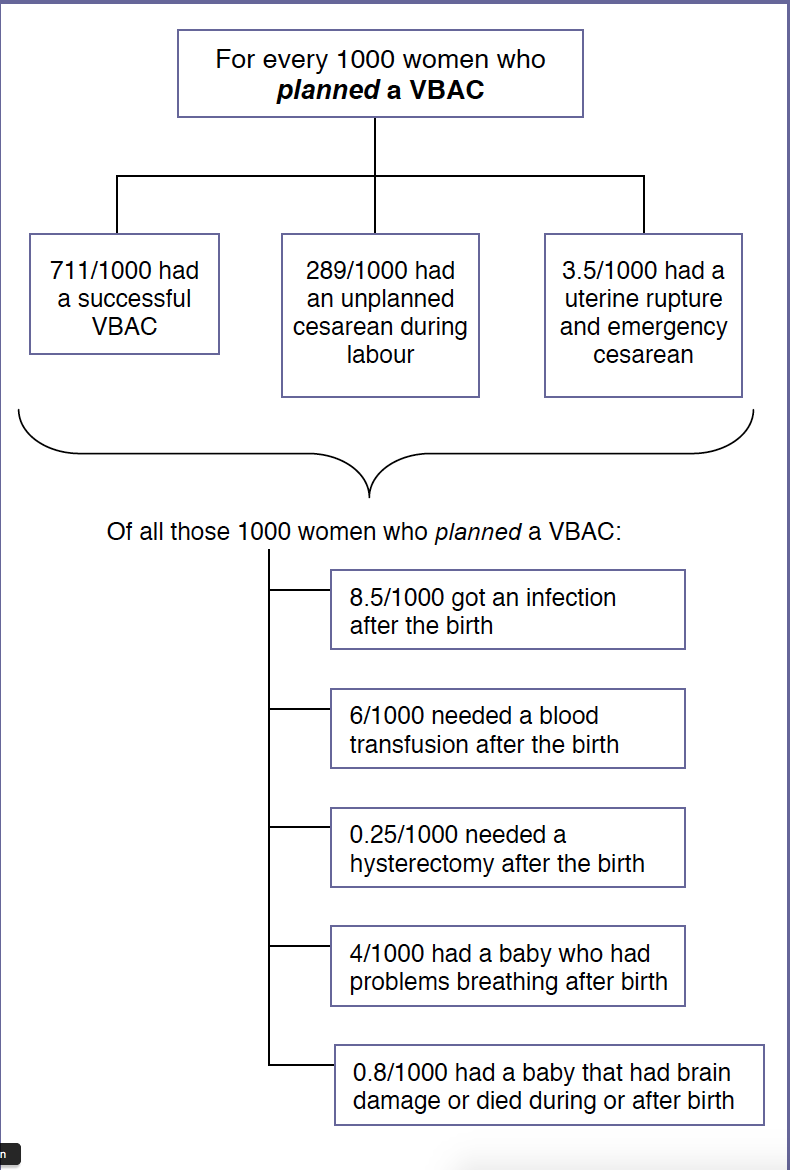 For every 1000 women who
planned a VBAC
711/1000 had
a successful
VBAC
289/1000 had
an unplanned
cesarean during
labour
3.5/1000 had a
uterine rupture
and emergency
cesarean
Of all those 1000 women who planned a VBAC:
8.5/1000 got an infection
after the birth
6/1000 needed a blood
transfusion after the birth
0.25/1000 needed a
hysterectomy after the birth
4/1000 had a baby who had
problems breathing after birth
0.8/1000 had a baby that had brain
damage or died during or after birth
n